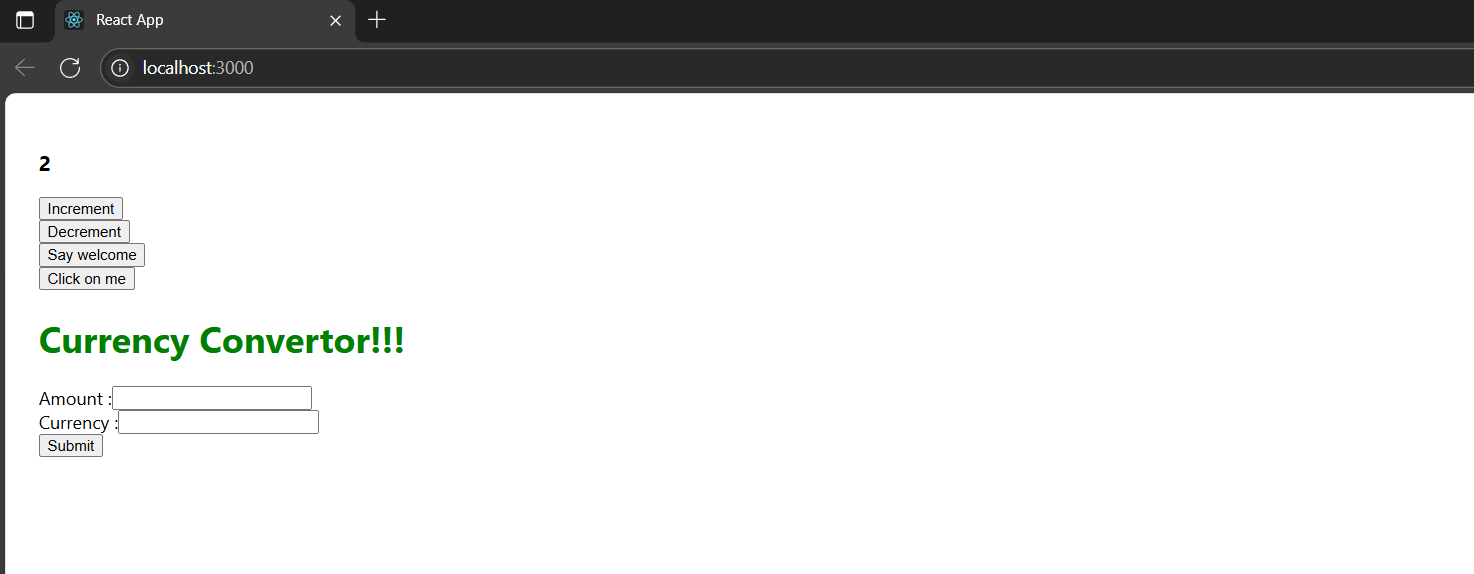 React App
localhost:3000
2
Increment
Decrement
Say welcome
Click on me
Currency Convertor!!!
Amount :
Currency :
Submit